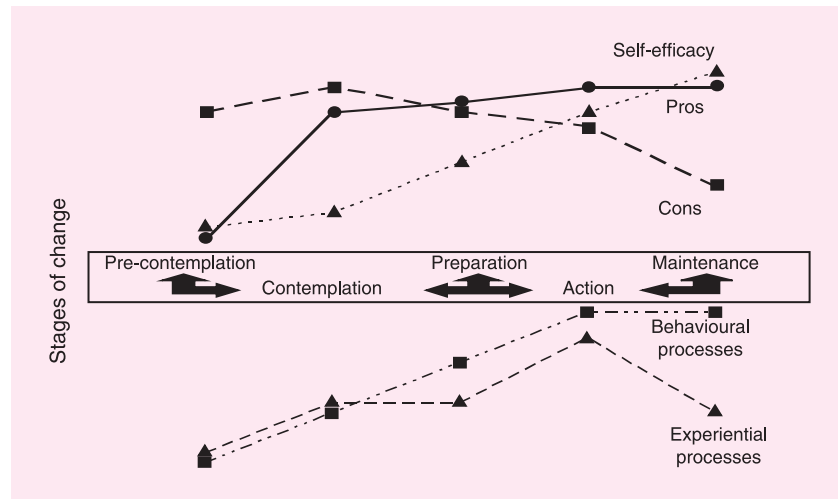 Self-efficacy
Pros
Cons
Stages of change
Pre-contemplation
Contemplation
Preparation
Action
Maintenance
Behavioural
processes
Experiential
processes